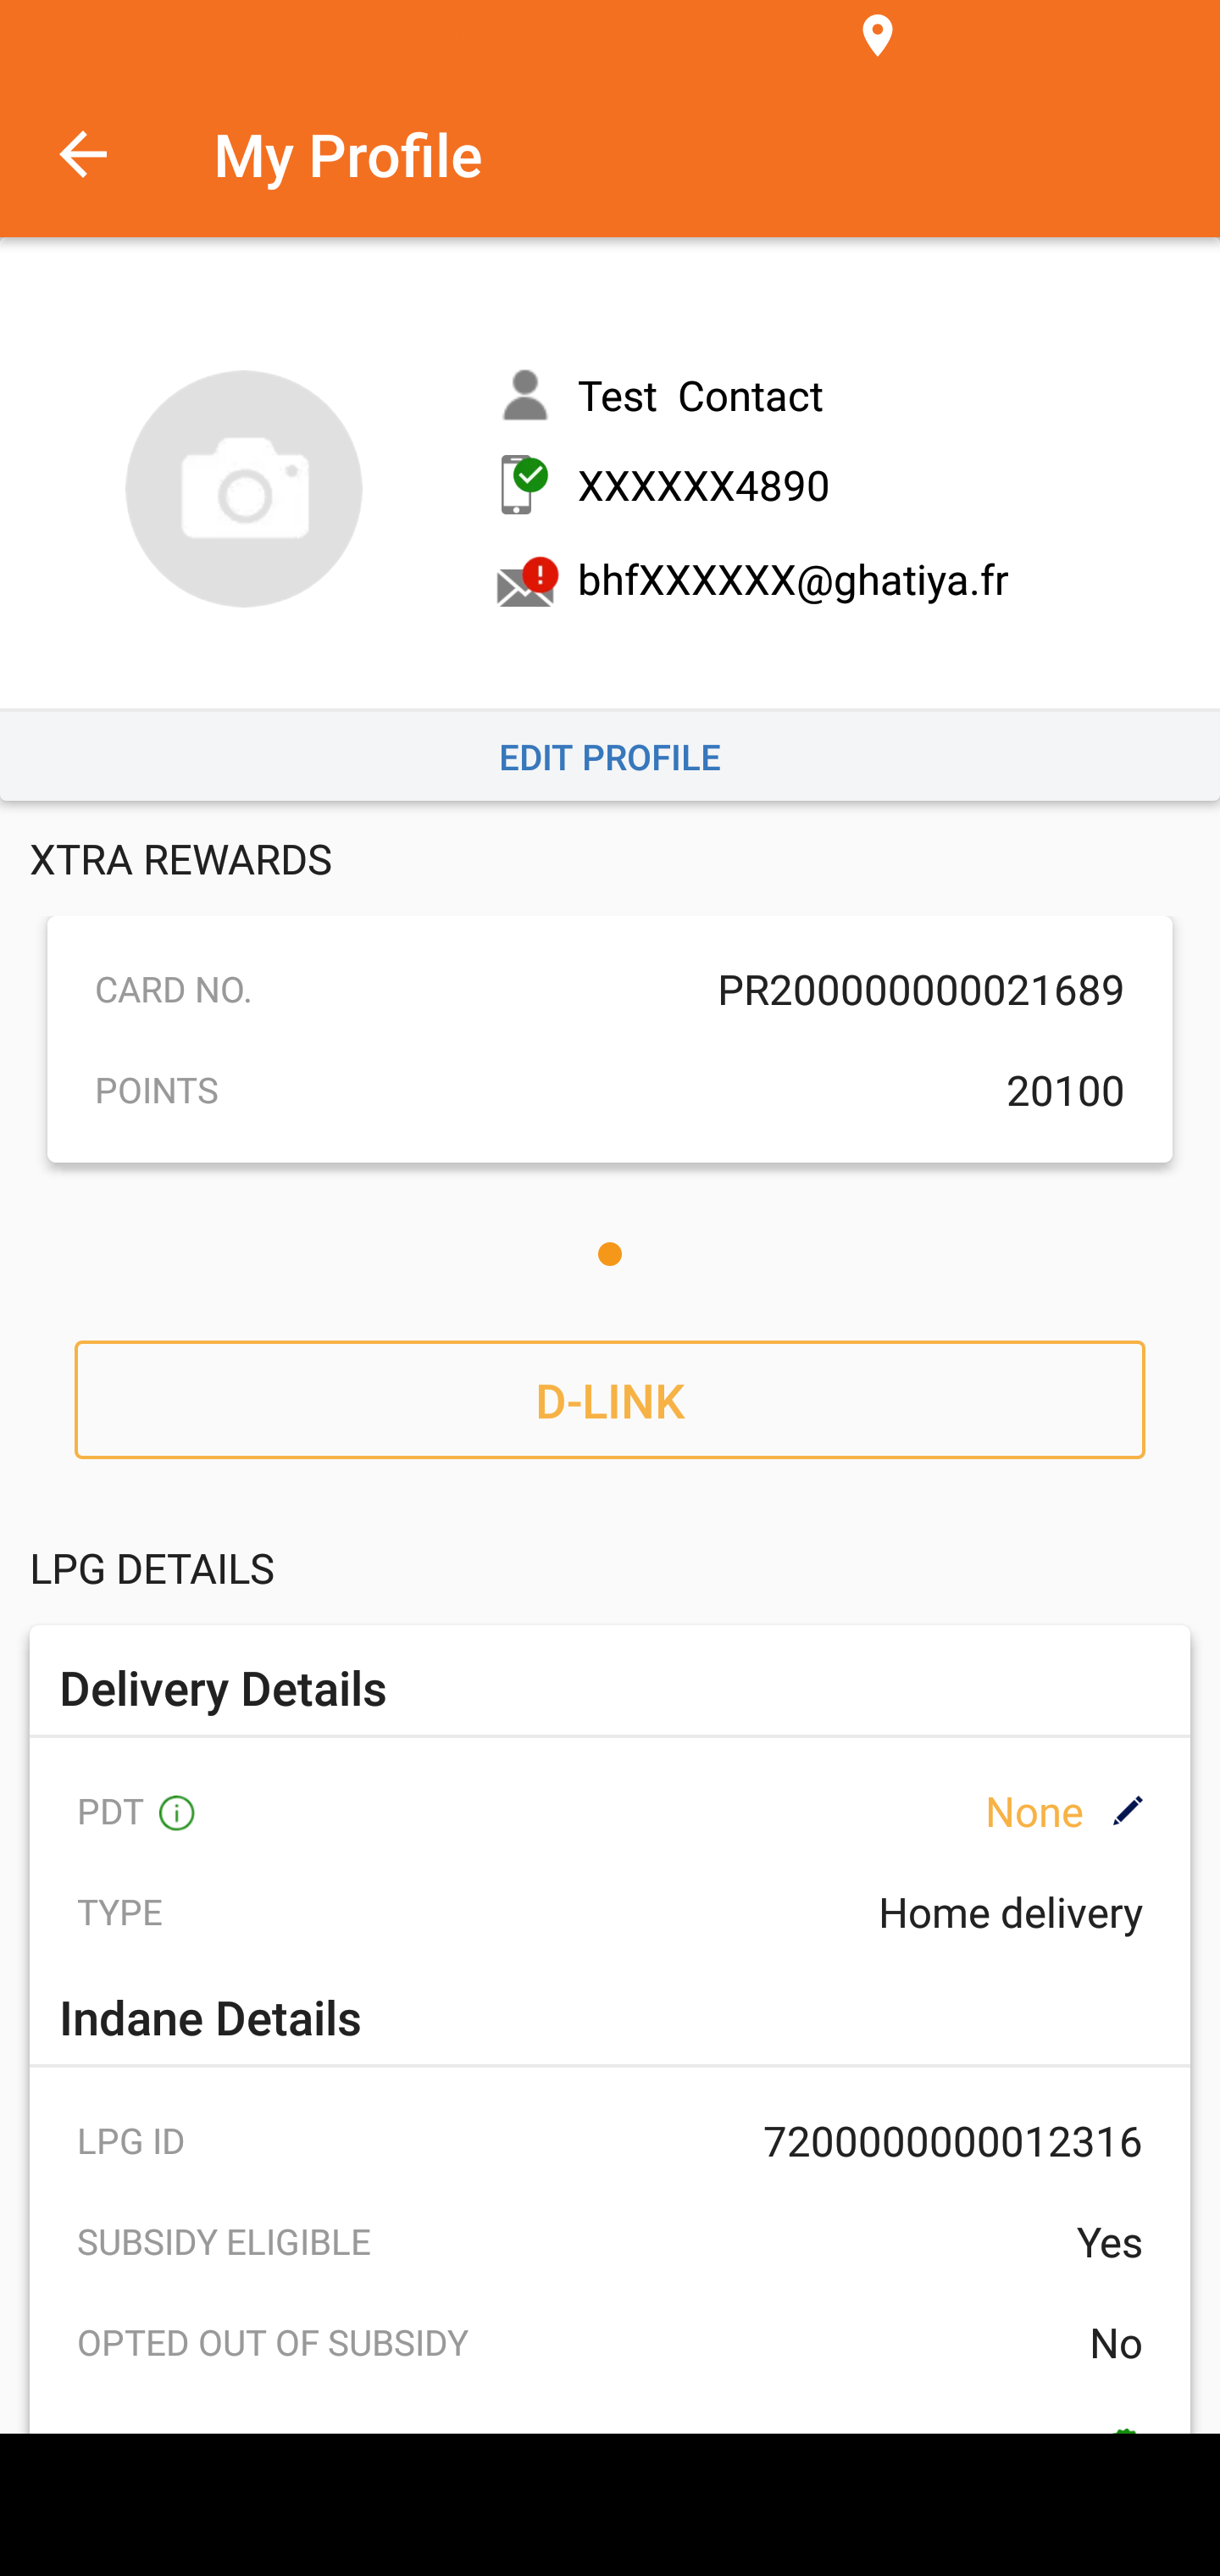 My Profile
Test  Contact
XXXXXX4890
bhfXXXXXX@ghatiya.fr
EDIT PROFILE
XTRA REWARDS
CARD NO. PR200000000021689
POINTS 20100
D-LINK
LPG DETAILS
Delivery Details
PDT None
TYPE Home delivery
Indane Details
LPG ID 7200000000012316
SUBSIDY ELIGIBLE Yes
OPTED OUT OF SUBSIDY No